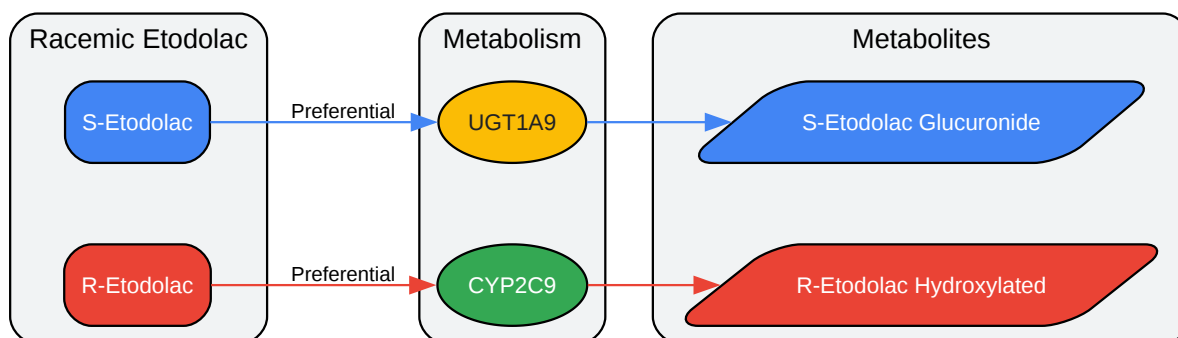 Racemic Etodolac
Metabolism
Metabolites
S-Etodolac
Preferential
UGT1A9
S-Etodolac Glucuronide
R-Etodolac
Preferential
CYP2C9
R-Etodolac Hydroxylated